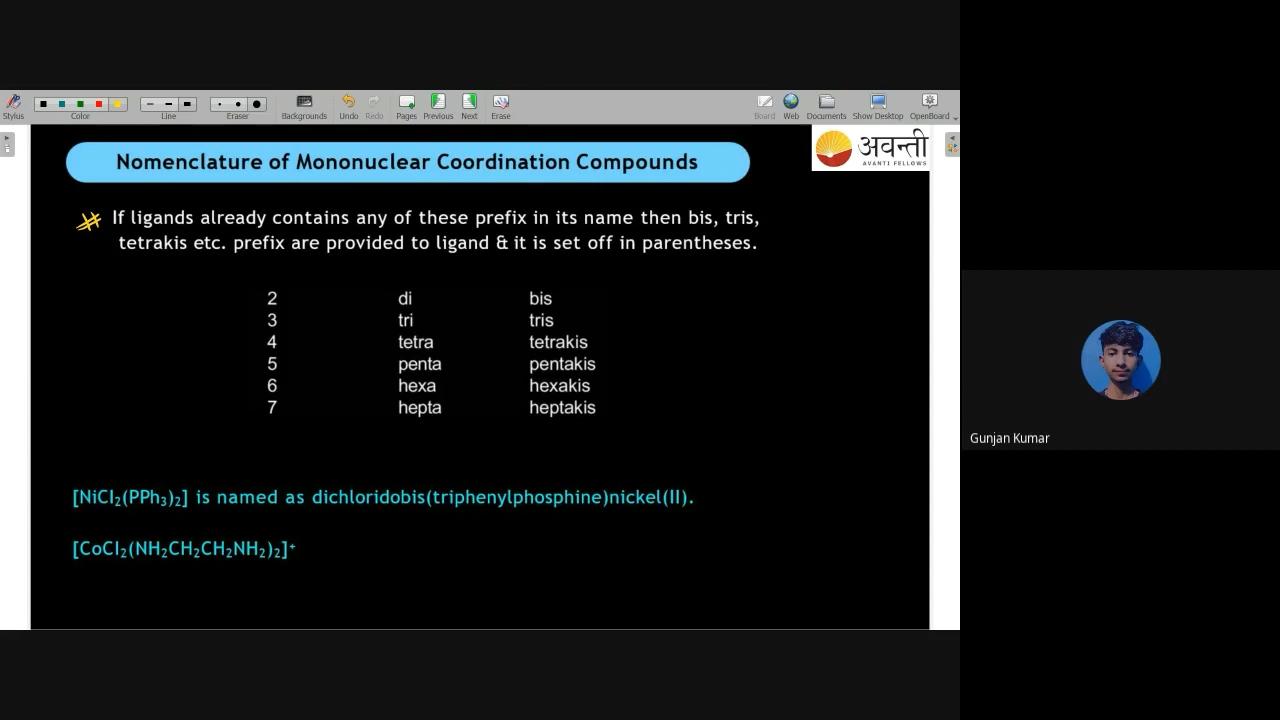 Stylus Color Line Eraser Backgrounds Undo Redo Pages Previous Next Erase Board Web Documents Show Desktop OpenBoard
Nomenclature of Mononuclear Coordination Compounds
अवन्ती
AVANTI FELLOWS
If ligands already contains any of these prefix in its name then bis, tris,
tetrakis etc. prefix are provided to ligand & it is set off in parentheses.
2 di bis
3 tri tris
4 tetra tetrakis
5 penta pentakis
6 hexa hexakis
7 hepta heptakis
Gunjan Kumar
[NiCl₂(PPh₃)₂] is named as dichloridobis(triphenylphosphine)nickel(II).
[CoCl₂(NH₂CH₂CH₂NH₂)₂]⁺